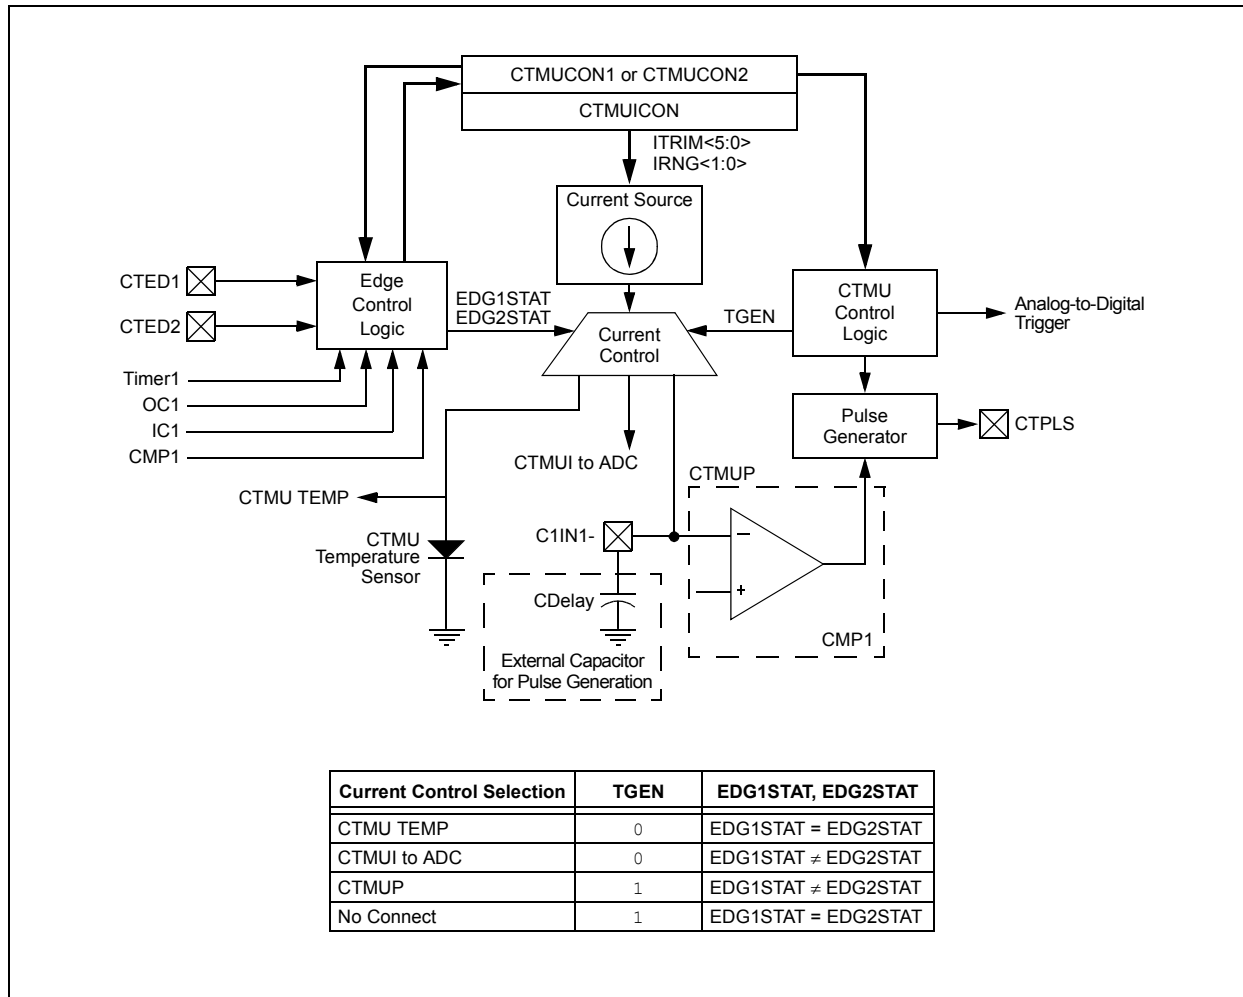 CTMUCON1 or CTMUCON2
CTMUICON
ITRIM<5:0>
IRNG<1:0>
Current Source
CTED1
CTED2
Edge
Control
Logic
EDG1STAT
EDG2STAT
Current
Control
TGEN
CTMU
Control
Logic
Analog-to-Digital
Trigger
Timer1
OC1
IC1
CMP1
Pulse
Generator
CTPLS
CTMUI to ADC
CTMUP
CTMU TEMP
CTMU
Temperature
Sensor
C1IN1-
–
+
CDelay
CMP1
External Capacitor
for Pulse Generation
Current Control Selection TGEN EDG1STAT, EDG2STAT
CTMU TEMP 0 EDG1STAT = EDG2STAT
CTMUI to ADC 0 EDG1STAT ≠ EDG2STAT
CTMUP 1 EDG1STAT ≠ EDG2STAT
No Connect 1 EDG1STAT = EDG2STAT